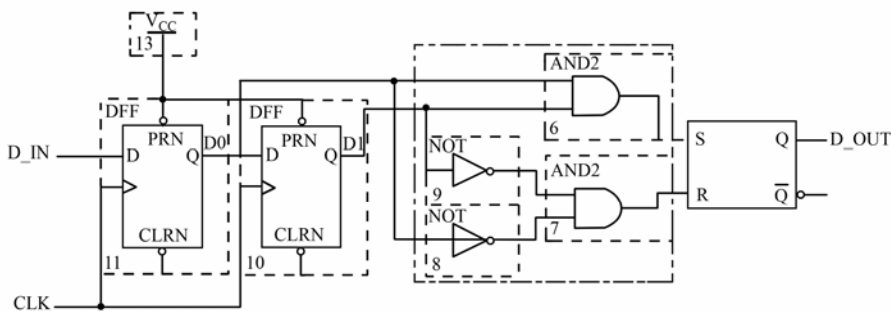 VCC
13
DFF
PRN
D_IN
D
Q
D0
CLRN
11
DFF
PRN
D
Q
D1
CLRN
10
CLK
AND2
6
NOT
9
NOT
8
AND2
7
S
Q
D_OUT
R
Q̅